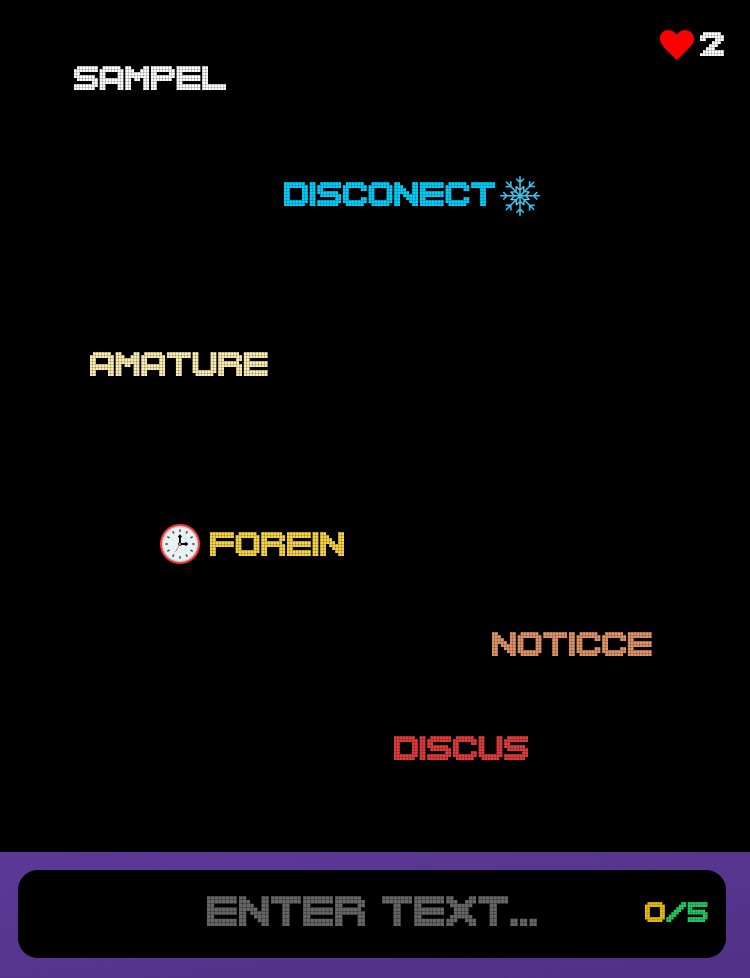 2
SAMPEL
DISCONECT
AMATURE
FOREIN
NOTICCE
DISCUS
ENTER TEXT... 0/5